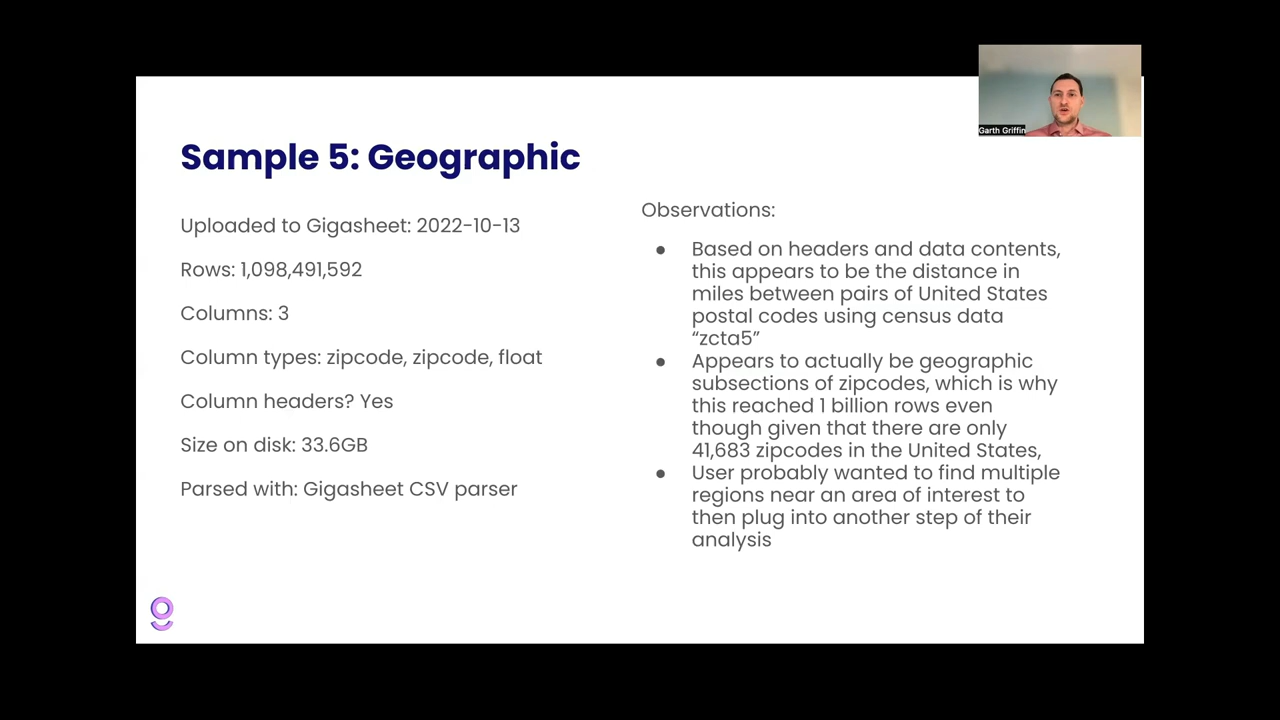 Garth Griffin
Sample 5: Geographic
Uploaded to Gigasheet: 2022-10-13
Rows: 1,098,491,592
Columns: 3
Column types: zipcode, zipcode, float
Column headers? Yes
Size on disk: 33.6GB
Parsed with: Gigasheet CSV parser
Observations:
● Based on headers and data contents,
this appears to be the distance in
miles between pairs of United States
postal codes using census data
“zcta5”
● Appears to actually be geographic
subsections of zipcodes, which is why
this reached 1 billion rows even
though given that there are only
41,683 zipcodes in the United States,
● User probably wanted to find multiple
regions near an area of interest to
then plug into another step of their
analysis